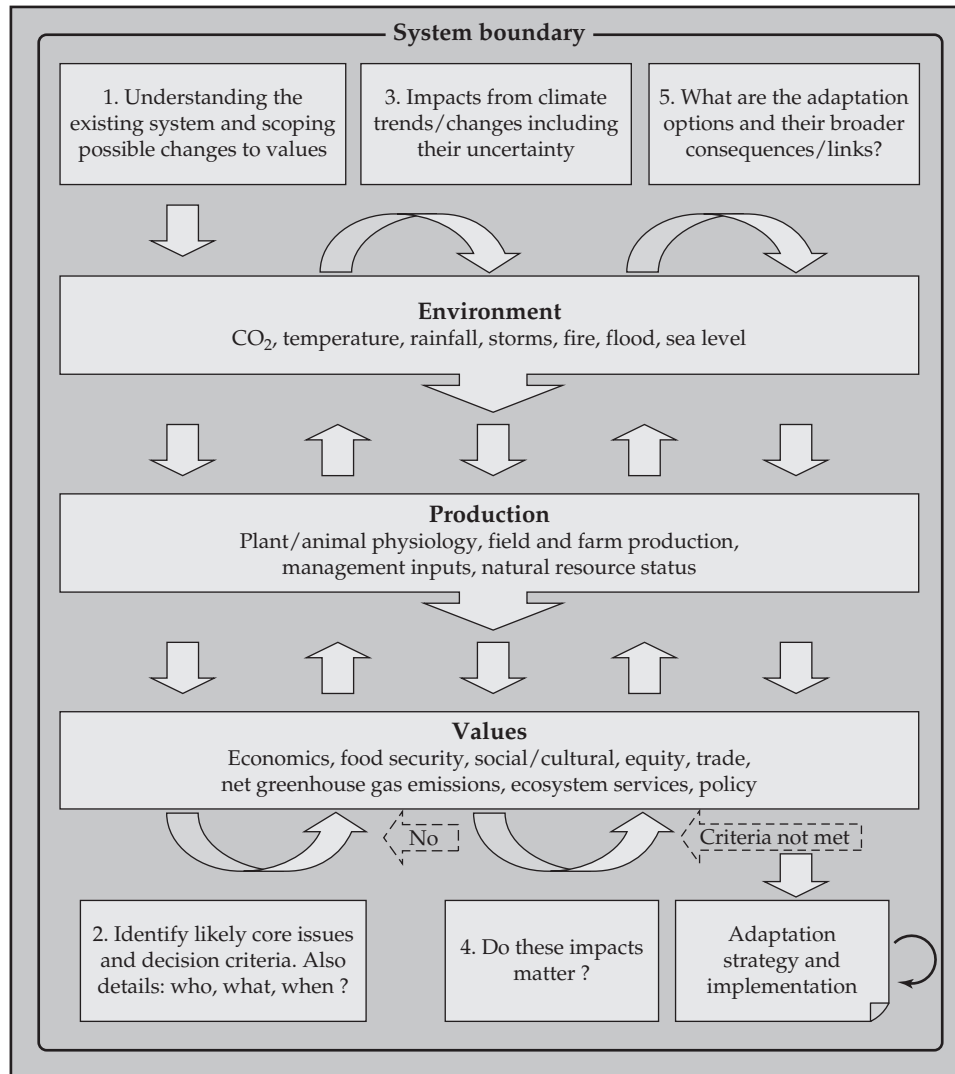 System boundary
1. Understanding the
existing system and scoping
possible changes to values
3. Impacts from climate
trends/changes including
their uncertainty
5. What are the adaptation
options and their broader
consequences/links?
Environment
CO₂, temperature, rainfall, storms, fire, flood, sea level
Production
Plant/animal physiology, field and farm production,
management inputs, natural resource status
Values
Economics, food security, social/cultural, equity, trade,
net greenhouse gas emissions, ecosystem services, policy
No
Criteria not met
2. Identify likely core issues
and decision criteria. Also
details: who, what, when ?
4. Do these impacts
matter ?
Adaptation
strategy and
implementation